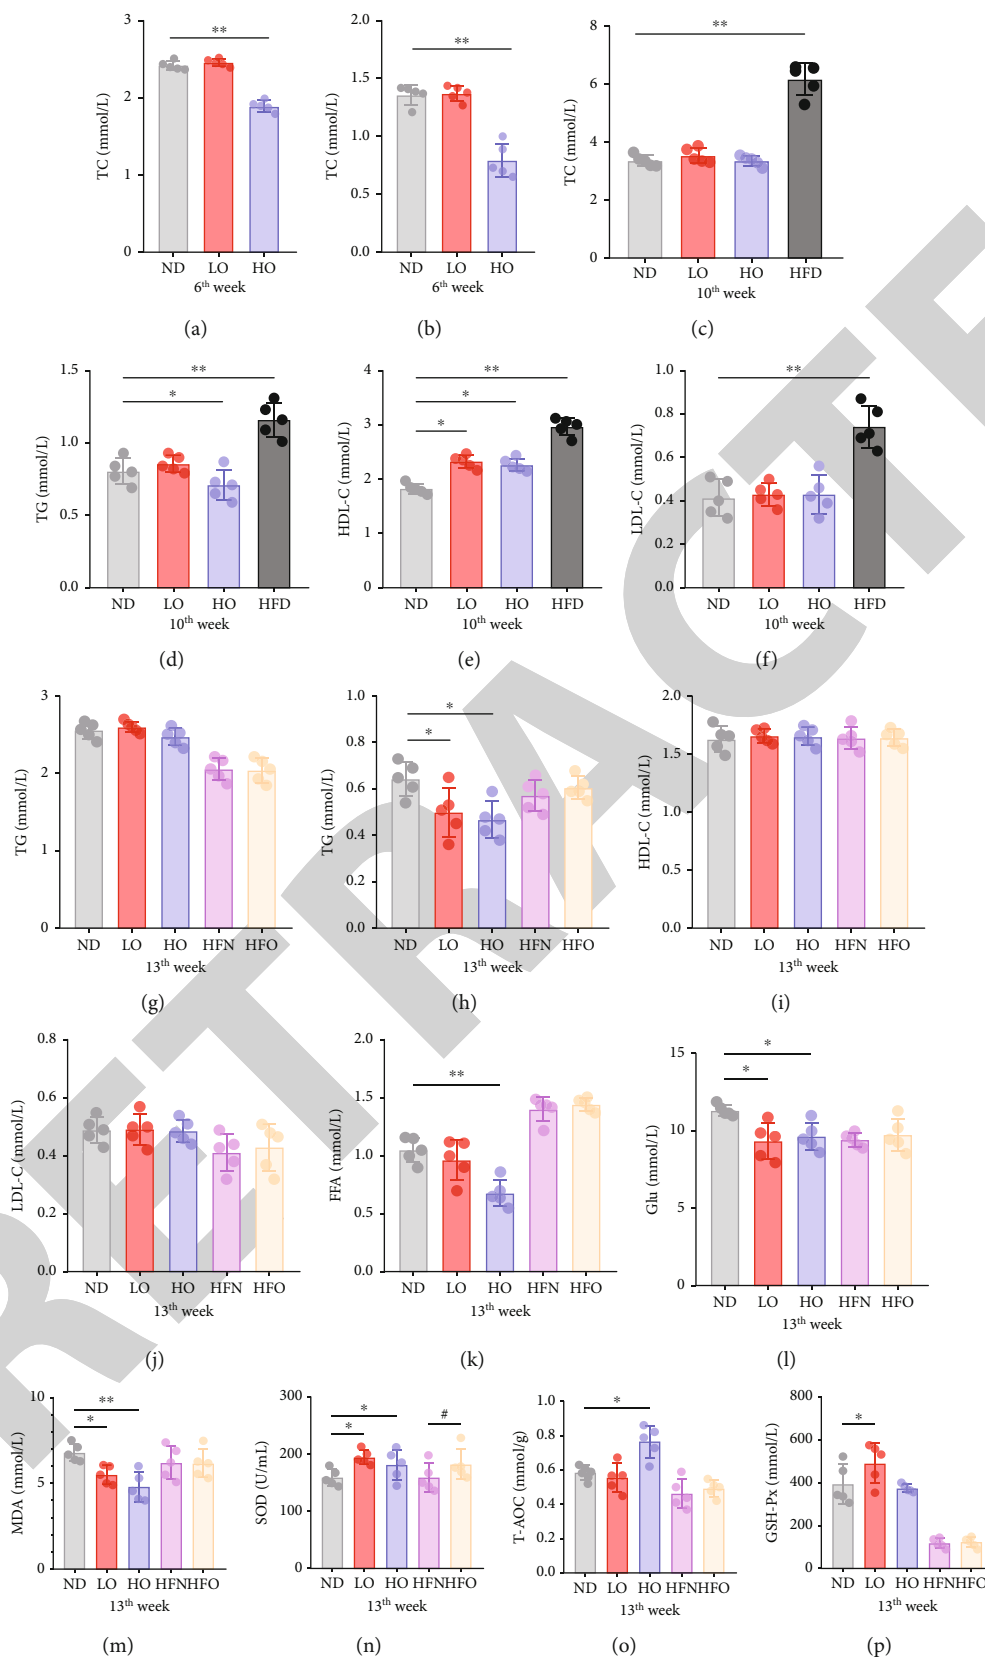 **
3
2
1
0
TC (mmol/L)
ND LO HO
6th week
(a)
**
2.0
1.5
1.0
0.5
0.0
TC (mmol/L)
ND LO HO
6th week
(b)
**
8
6
4
2
0
TC (mmol/L)
ND LO HO HFD
10th week
(c)
**
*
1.5
1.0
0.5
0.0
TG (mmol/L)
ND LO HO HFD
10th week
(d)
**
*
*
4
3
2
1
0
HDL-C (mmol/L)
ND LO HO HFD
10th week
(e)
**
1.0
0.8
0.6
0.4
0.2
0.0
LDL-C (mmol/L)
ND LO HO HFD
10th week
(f)
3
2
1
0
TG (mmol/L)
ND LO HO HFN HFO
13th week
(g)
*
*
1.0
0.8
0.6
0.4
0.2
0.0
TG (mmol/L)
ND LO HO HFN HFO
13th week
(h)
2.0
1.5
1.0
0.5
0.0
HDL-C (mmol/L)
ND LO HO HFN HFO
13th week
(i)
0.8
0.6
0.4
0.2
0.0
LDL-C (mmol/L)
ND LO HO HFN HFO
13th week
(j)
**
2.0
1.5
1.0
0.5
0.0
FFA (mmol/L)
ND LO HO HFN HFO
13th week
(k)
*
*
15
10
5
0
Glu (mmol/L)
ND LO HO HFN HFO
13th week
(l)
**
*
10
8
6
5
4
2
0
MDA (mmol/L)
ND LO HO HFN HFO
13th week
(m)
*
*
#
300
200
100
0
SOD (U/mL)
ND LO HO HFN HFO
13th week
(n)
*
1.0
0.8
0.6
0.4
0.2
0.0
T-AOC (mmol/g)
ND LO HO HFN HFO
13th week
(o)
*
800
600
400
200
0
GSH-Px (mmol/L)
ND LO HO HFN HFO
13th week
(p)
RETRACTE